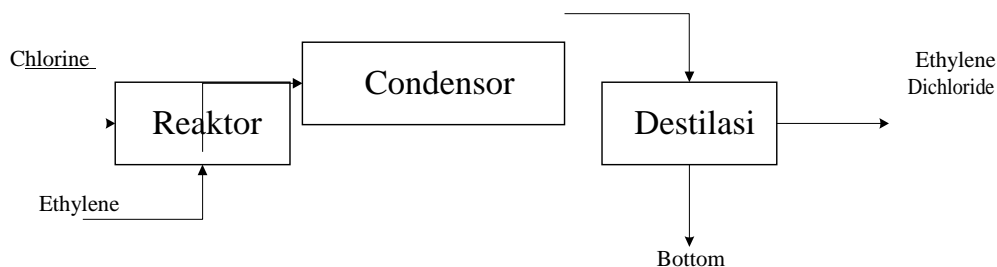 Chlorine
Reaktor
Ethylene
Condensor
Destilasi
Ethylene
Dichloride
Bottom